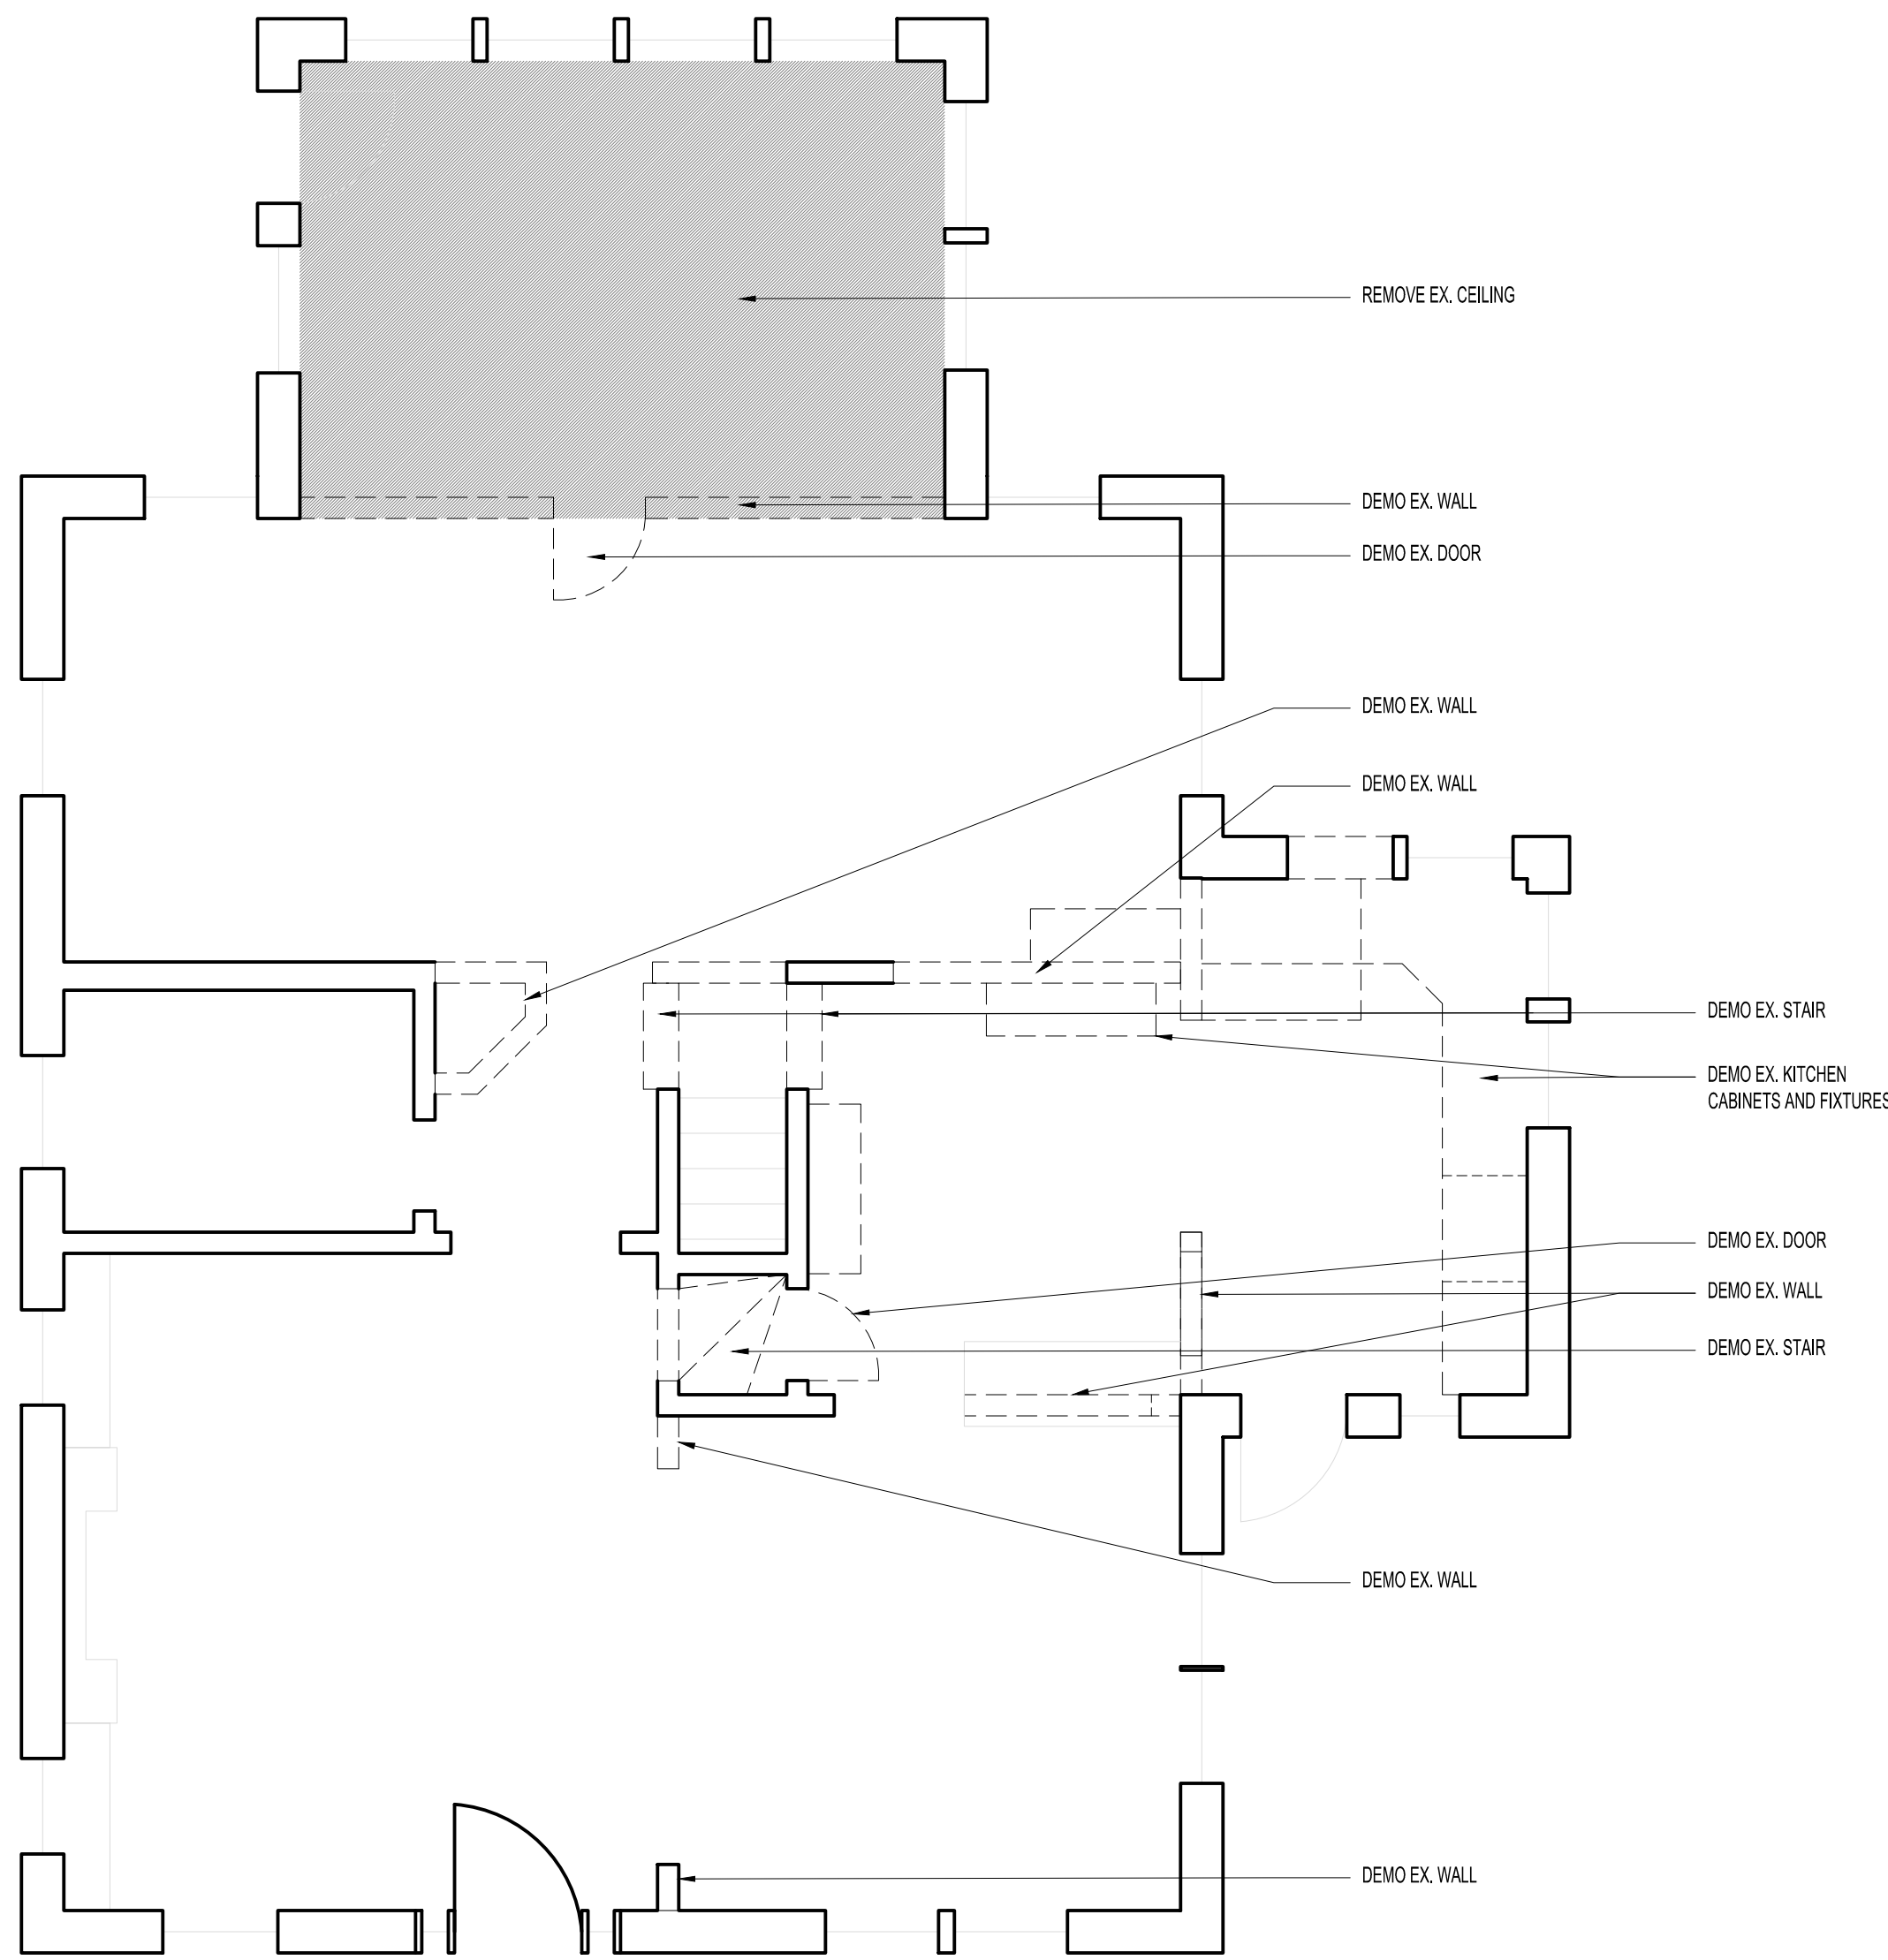 REMOVE EX. CEILING
DEMO EX. WALL
DEMO EX. DOOR
DEMO EX. WALL
DEMO EX. WALL
DEMO EX. STAIR
DEMO EX. KITCHEN
CABINETS AND FIXTURES
DEMO EX. DOOR
DEMO EX. WALL
DEMO EX. STAIR
DEMO EX. WALL
DEMO EX. WALL